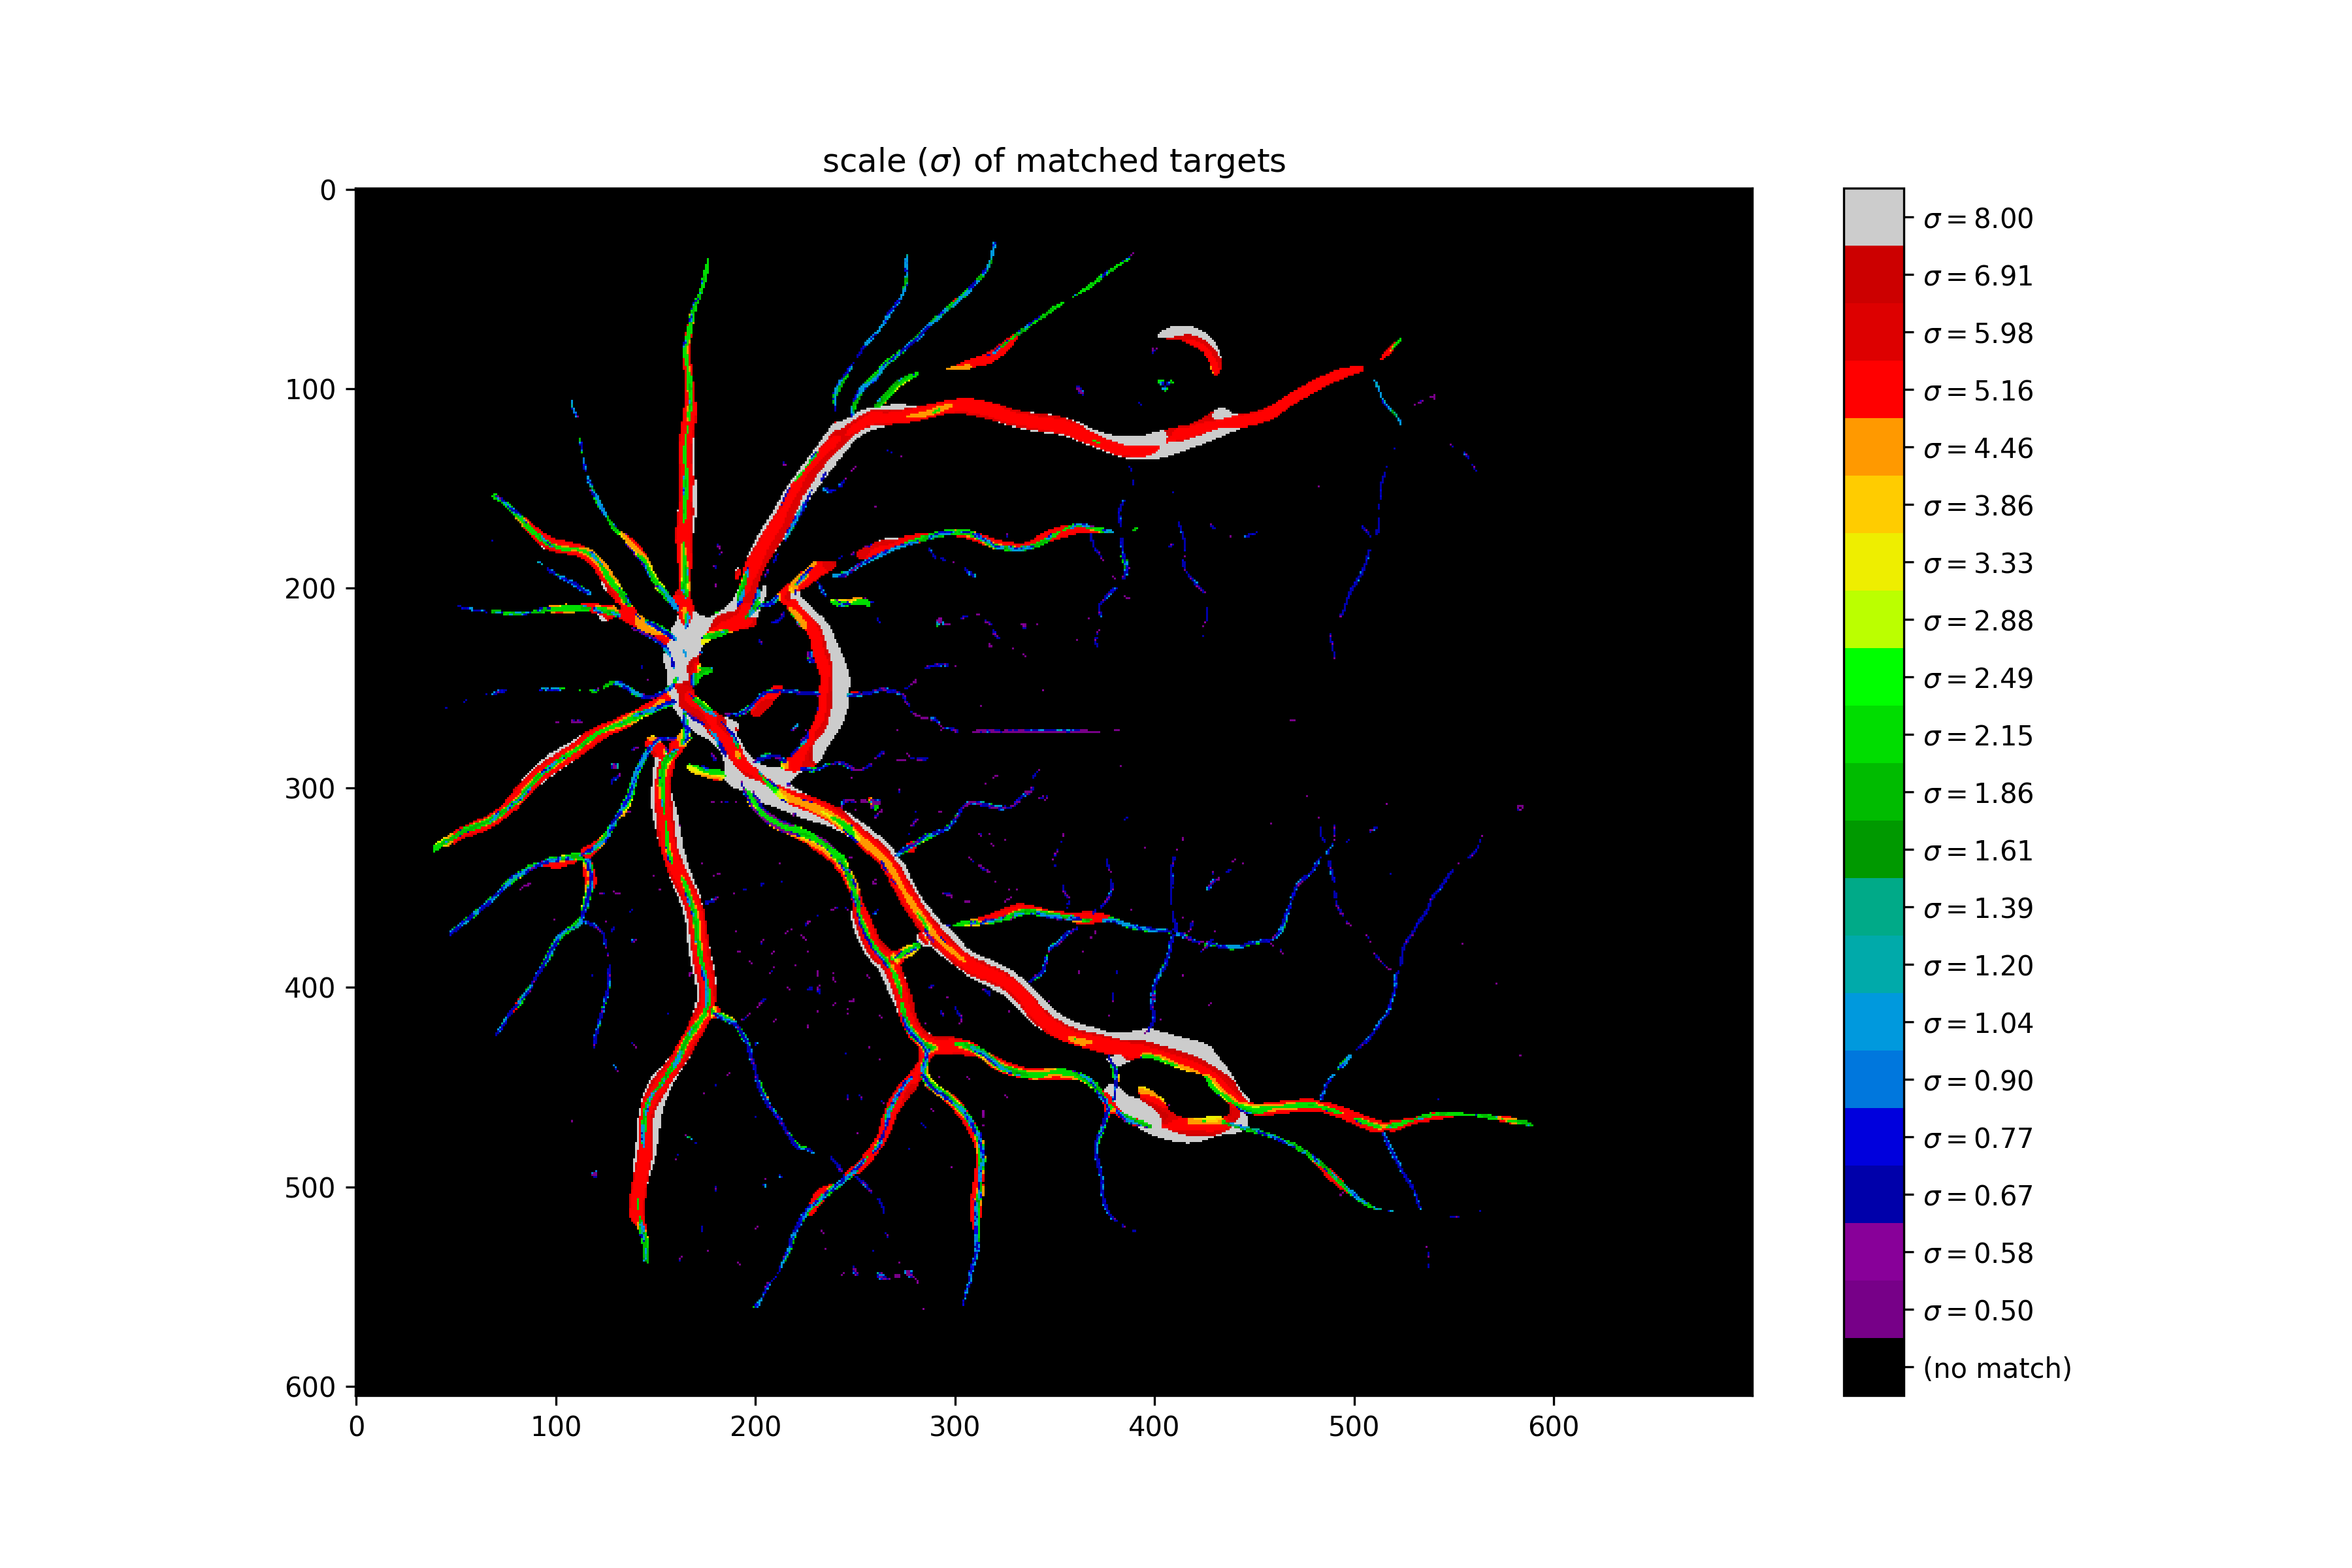 scale (σ) of matched targets
0
100
200
300
400
500
600
0 100 200 300 400 500 600
σ = 8.00
σ = 6.91
σ = 5.98
σ = 5.16
σ = 4.46
σ = 3.86
σ = 3.33
σ = 2.88
σ = 2.49
σ = 2.15
σ = 1.86
σ = 1.61
σ = 1.39
σ = 1.20
σ = 1.04
σ = 0.90
σ = 0.77
σ = 0.67
σ = 0.58
σ = 0.50
(no match)